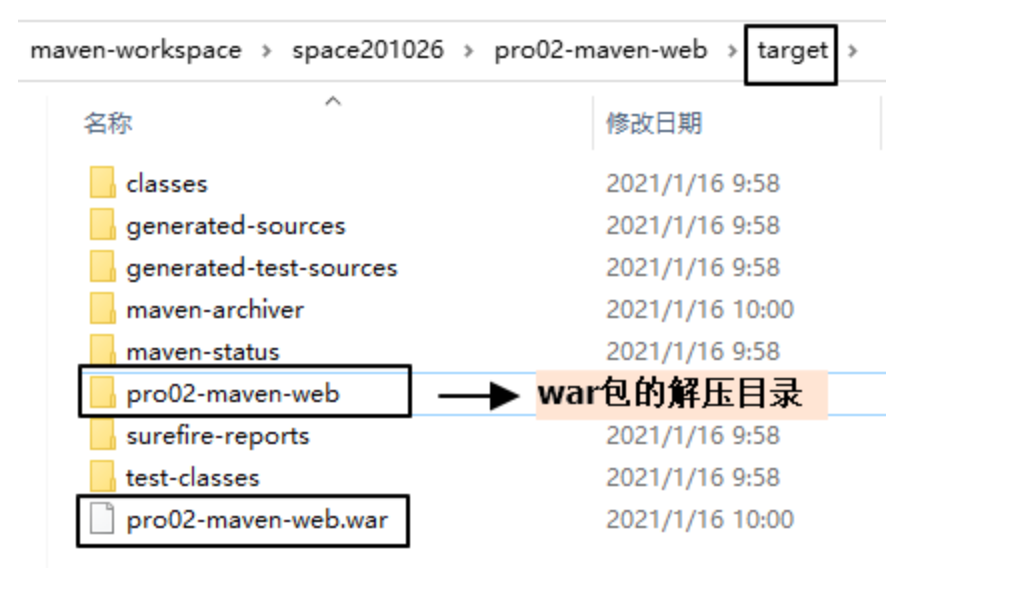 maven-workspace > space201026 > pro02-maven-web > target >
名称 修改日期
classes 2021/1/16 9:58
generated-sources 2021/1/16 9:58
generated-test-sources 2021/1/16 9:58
maven-archiver 2021/1/16 10:00
maven-status 2021/1/16 9:58
pro02-maven-web war包的解压目录
surefire-reports 2021/1/16 9:58
test-classes 2021/1/16 9:58
pro02-maven-web.war 2021/1/16 10:00